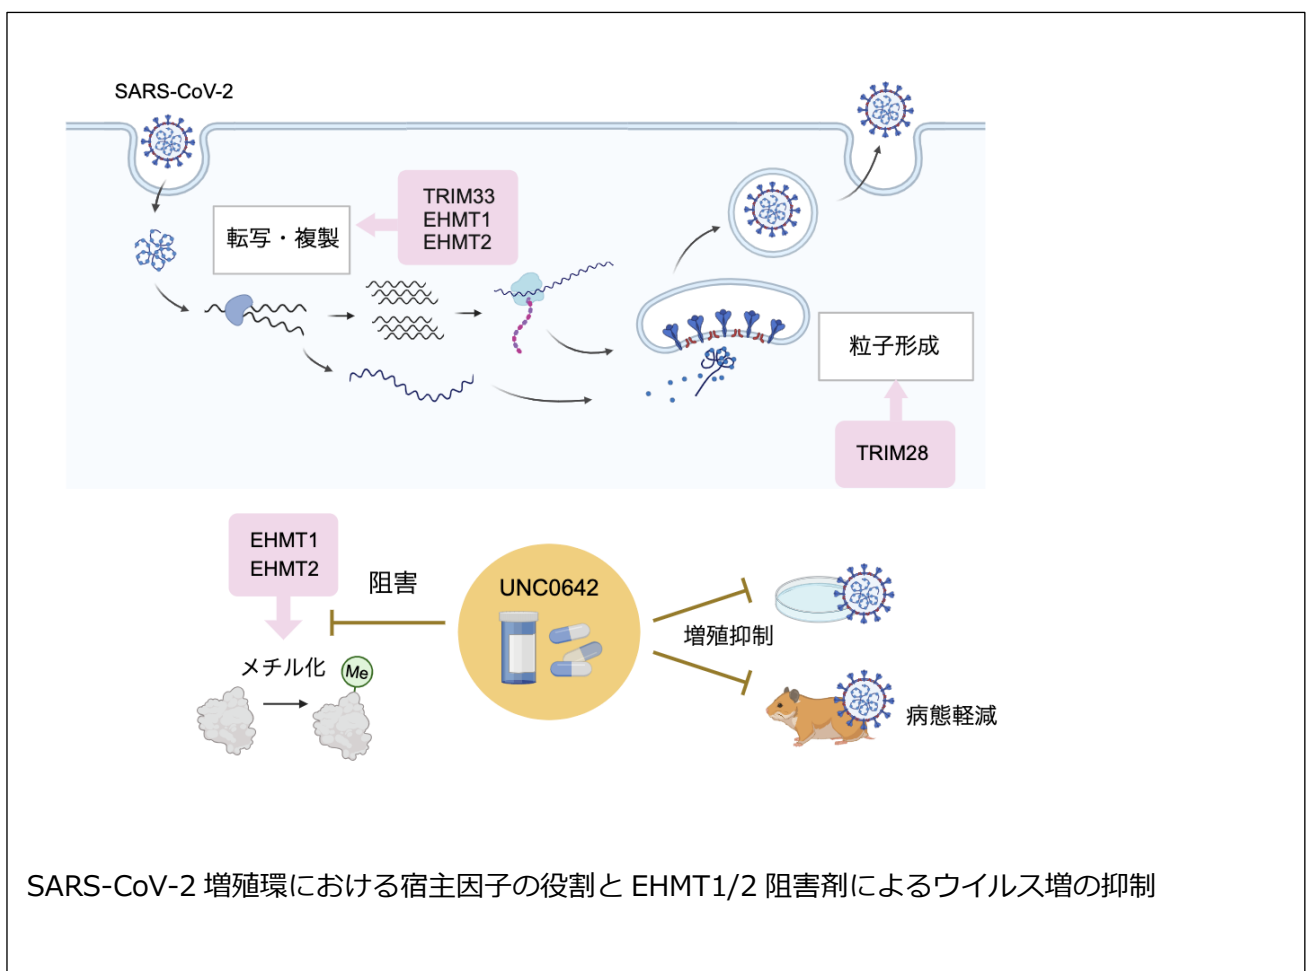 SARS-CoV-2
TRIM33
EHMT1
EHMT2
転写・複製
粒子形成
TRIM28
EHMT1
EHMT2
阻害
UNC0642
増殖抑制
メチル化
Me
病態軽減
SARS-CoV-2 増殖環における宿主因子の役割と EHMT1/2 阻害剤によるウイルス増の抑制